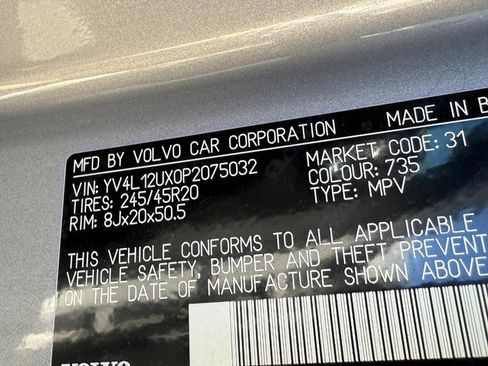 MFD BY VOLVO CAR CORPORATION MADE IN B
VIN: YV4L12UX0P2075032 MARKET CODE: 31
TIRES: 245/45R20 COLOUR: 735
RIM: 8Jx20x50.5 TYPE: MPV
THIS VEHICLE CONFORMS TO ALL APPLICABLE
VEHICLE SAFETY, BUMPER AND THEFT PREVENT
ON THE DATE OF MANUFACTURE SHOWN ABOVE
VOLVO